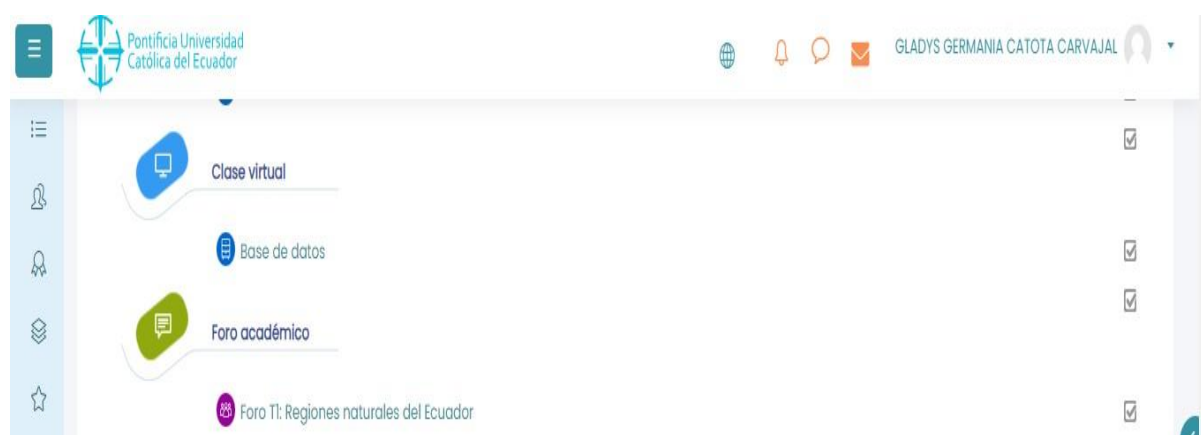 Pontificia Universidad
Católica del Ecuador
GLADYS GERMANIA CATOTA CARVAJAL
Clase virtual
Base de datos
Foro académico
Foro T1: Regiones naturales del Ecuador